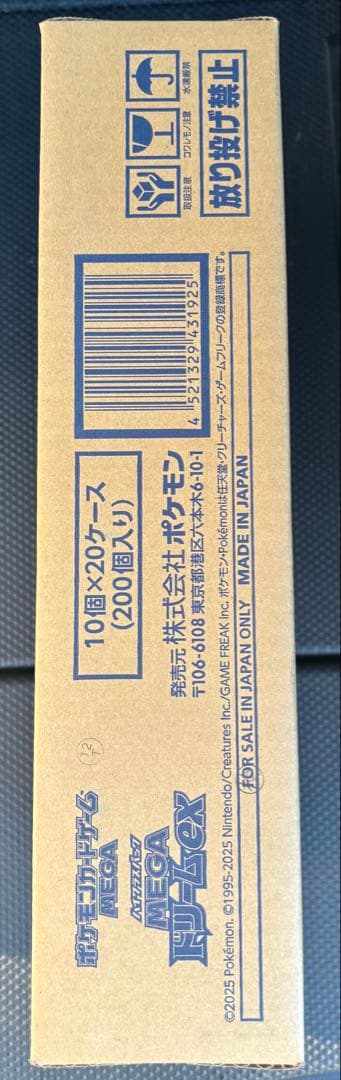 ポケモンカードゲーム
MEGA
ハイクラスパック
MEGA
ドリームex
10個×20ケース
(200個入り)
発売元 株式会社 ポケモン
〒106-6108 東京都港区六本木6-10-1
4 521329 431925
取扱注意
コワレモノ注意
水濡厳禁
放り投げ禁止
©2025 Pokémon. ©1995-2025 Nintendo/Creatures Inc./GAME FREAK inc. ポケモン・Pokémonは任天堂・クリーチャーズ・ゲームフリークの登録商標です。
FOR SALE IN JAPAN ONLY MADE IN JAPAN